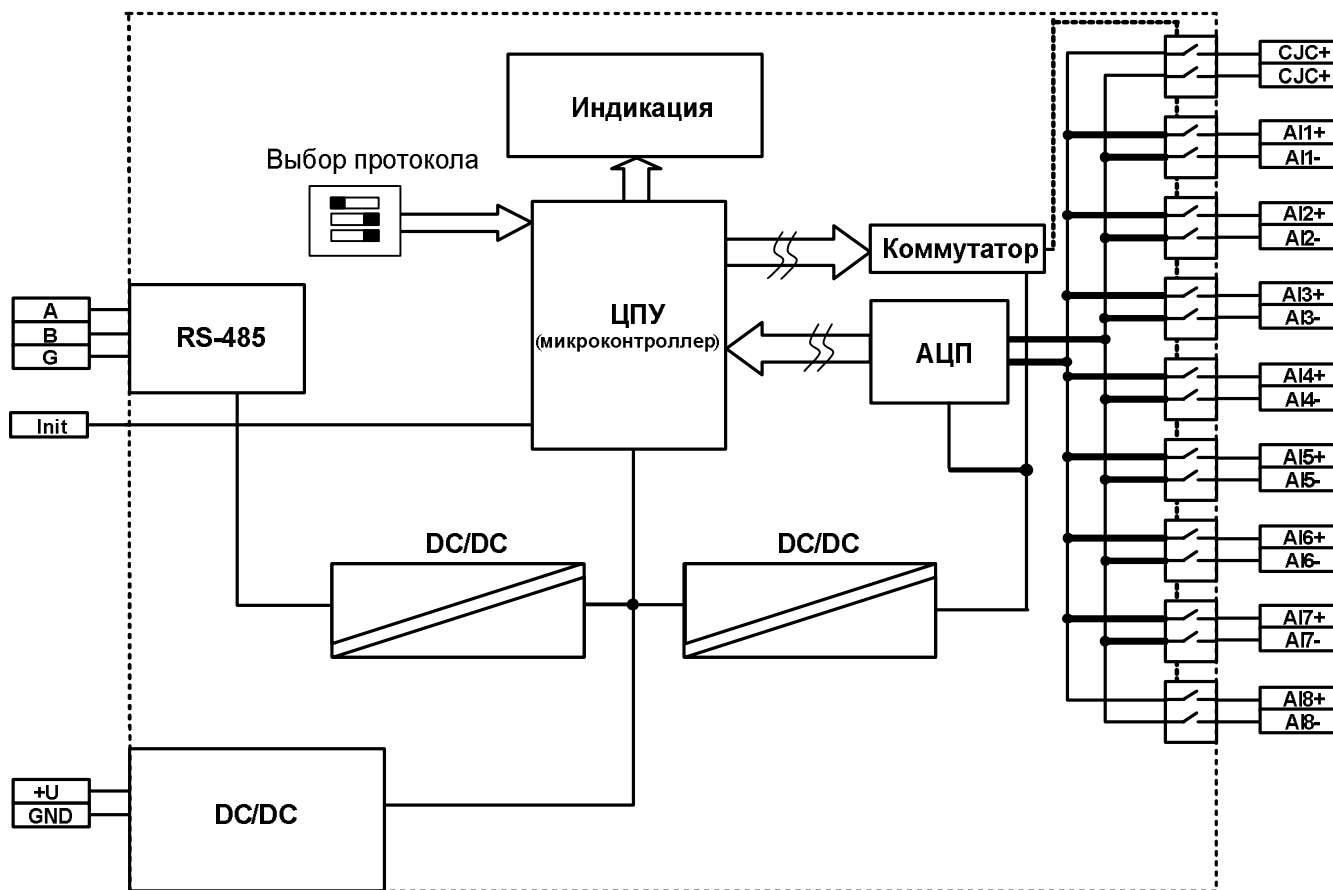 CJC+
CJC+
Индикация
AI1+
AI1-
Выбор протокола
AI2+
AI2-
Коммутатор
A
B
G
RS-485
ЦПУ
(микроконтроллер)
АЦП
AI3+
AI3-
AI4+
AI4-
Init
AI5+
AI5-
DC/DC
DC/DC
AI6+
AI6-
AI7+
AI7-
AI8+
AI8-
+U
GND
DC/DC